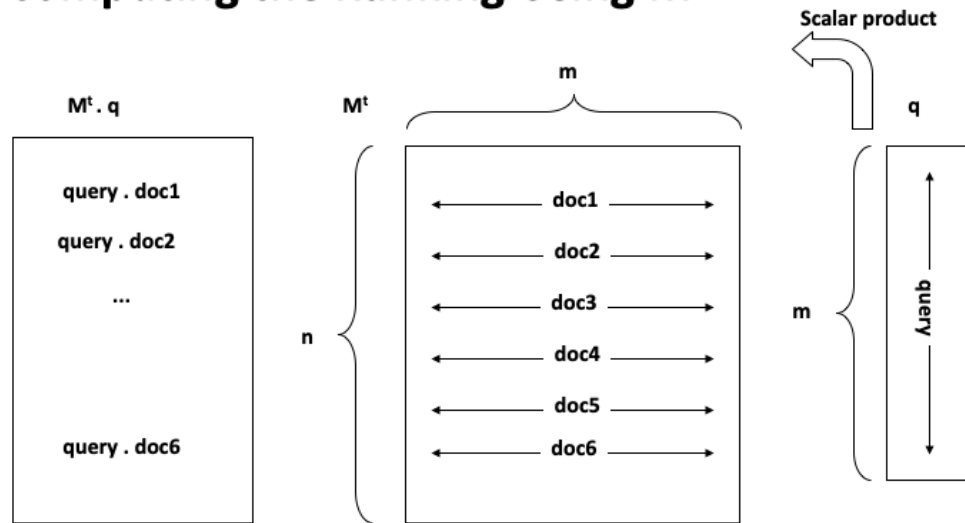 Computing the Ranking Using M
Scalar product
m
Mᵗ . q
Mᵗ
q
query . doc1
query . doc2
...
query . doc6
n
doc1
doc2
doc3
doc4
doc5
doc6
m
query